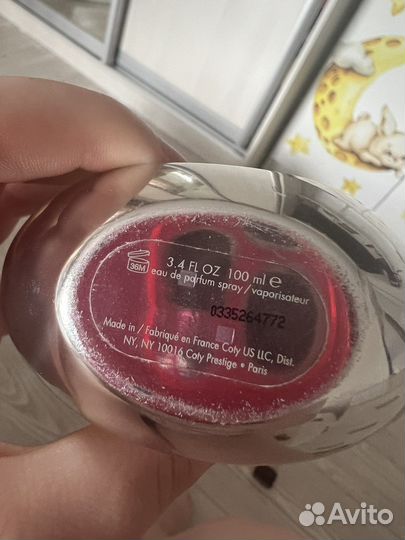 36M
3.4 FL OZ 100 ml ℮
eau de parfum spray / vaporisateur
0335264772
Made in / Fabriqué en France Coty US LLC, Dist.
NY, NY 10016 Coty Prestige • Paris
Avito